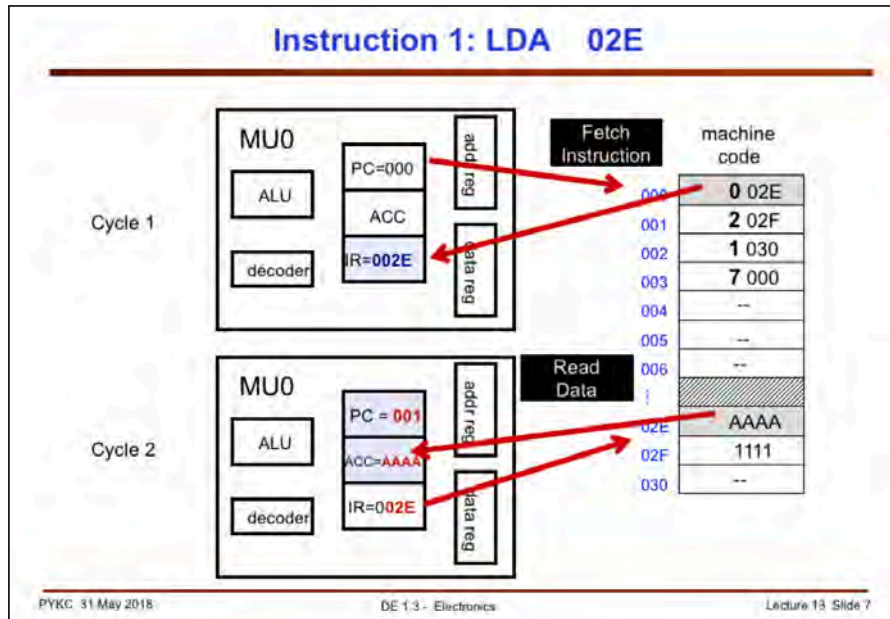 Instruction 1: LDA 02E
Cycle 1
MU0
ALU
decoder
PC=000
ACC
IR=002E
addr reg
data reg
Fetch
Instruction
machine
code
000
0 02E
001
2 02F
002
1 030
003
7 000
004
--
005
--
006
--
Cycle 2
MU0
ALU
decoder
PC = 001
ACC=AAAA
IR=002E
addr reg
data reg
Read
Data
02E
AAAA
02F
1111
030
--
PYKC 31 May 2018
DE 1.3 - Electronics
Lecture 13 Slide 7